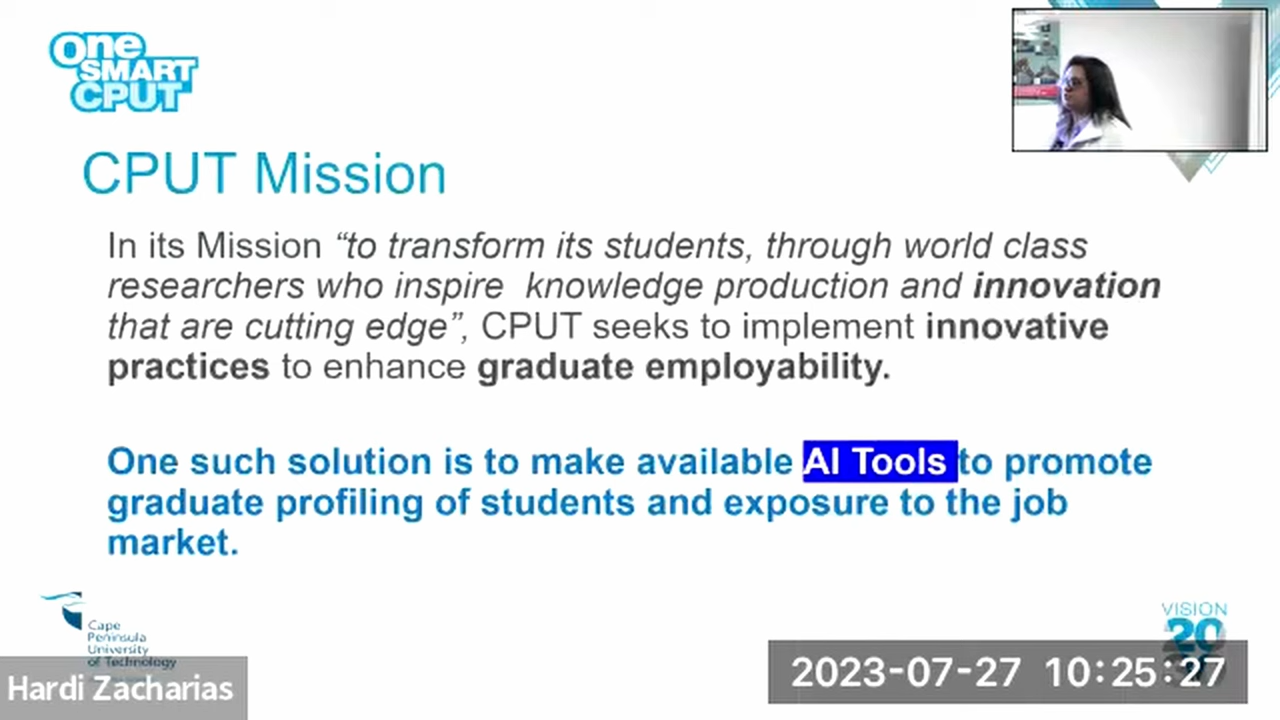 One
SMART
CPUT
CPUT Mission
In its Mission “to transform its students, through world class
researchers who inspire knowledge production and innovation
that are cutting edge”, CPUT seeks to implement innovative
practices to enhance graduate employability.
One such solution is to make available AI Tools to promote
graduate profiling of students and exposure to the job
market.
Cape
Peninsula
University
of Technology
Hardi Zacharias
VISION
2023-07-27 10:25:27